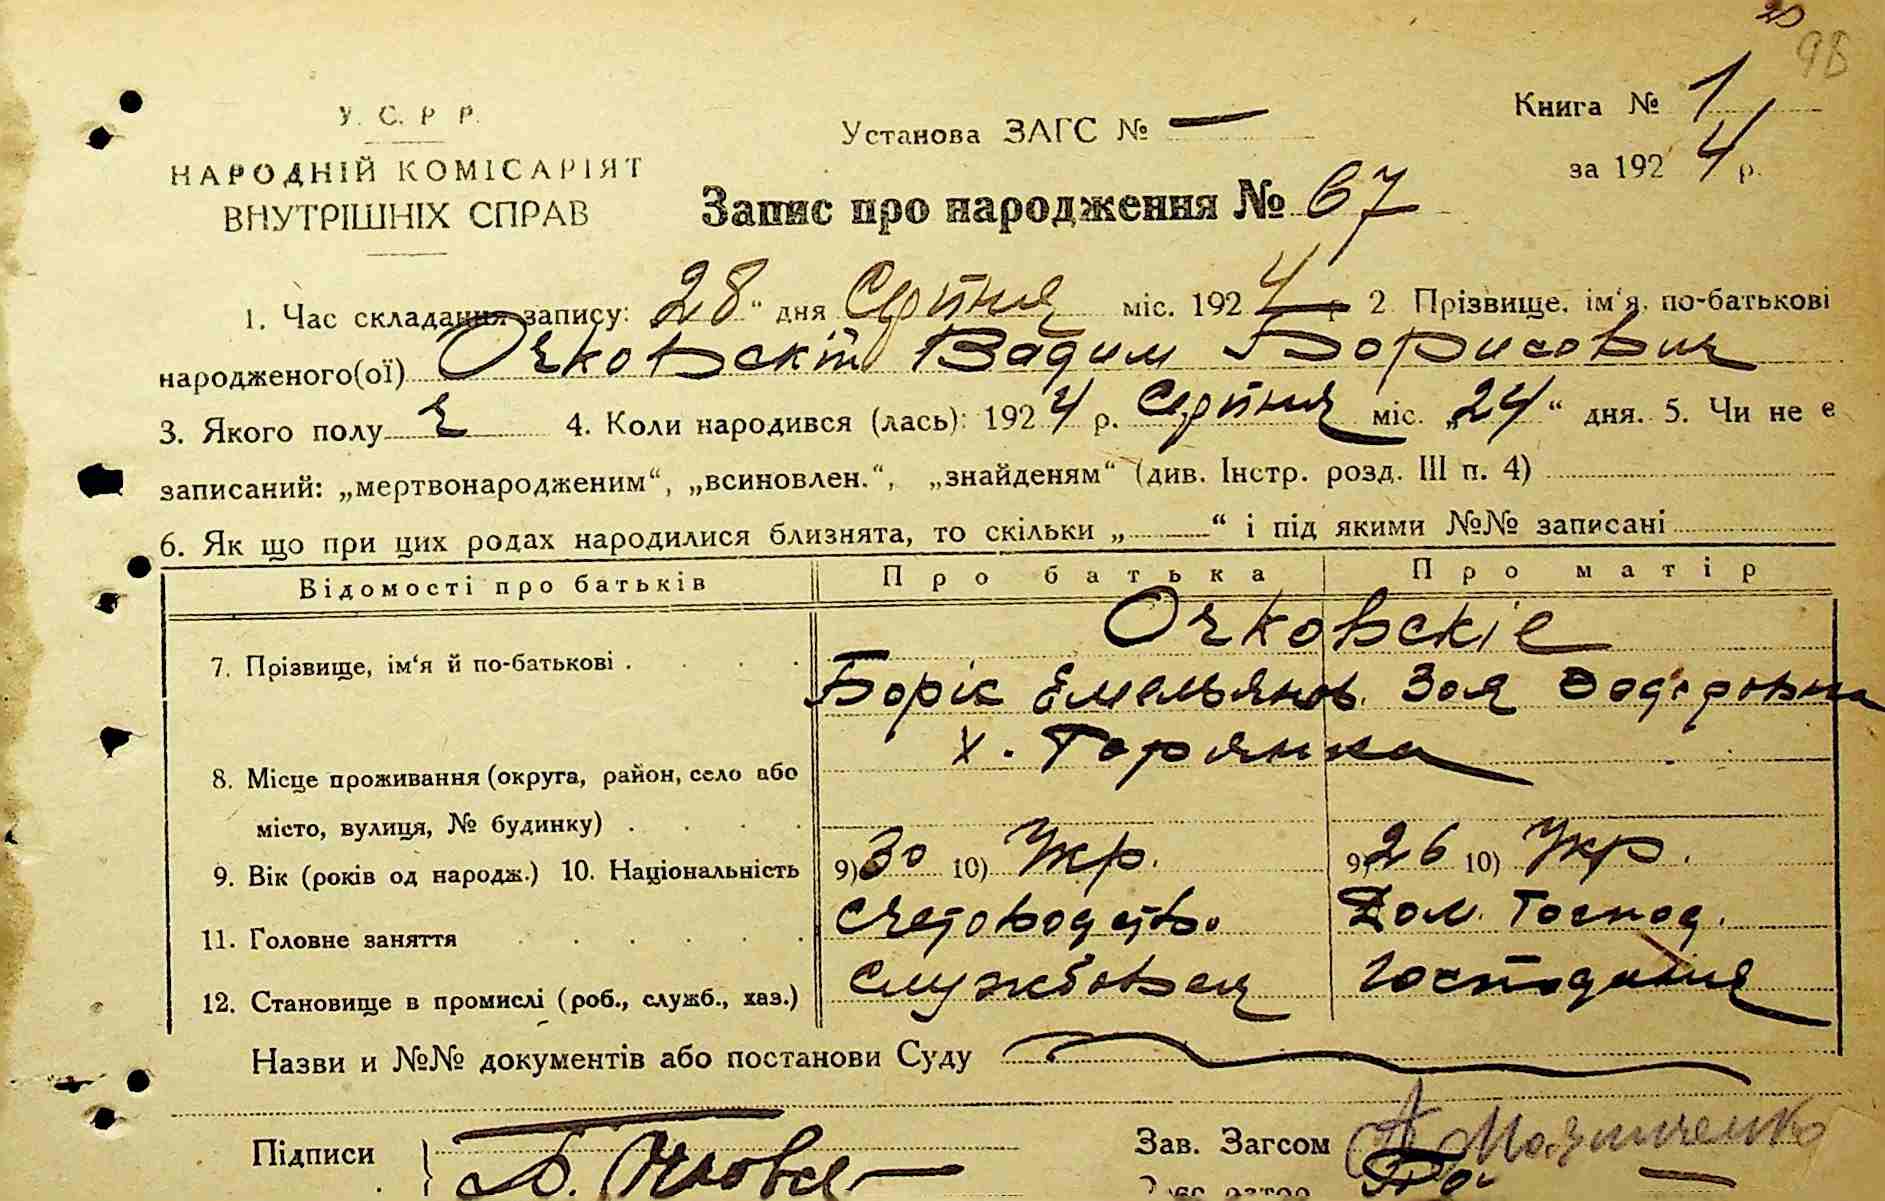 98
У. С. Р. Р.
НАРОДНІЙ КОМІСАРІЯТ
ВНУТРІШНІХ СПРАВ
Установа ЗАГС № —
Книга № 1
за 1924 р.
Запис про народження № 67
1. Час складання запису: 28 " дня Серпня міс. 1924 р 2 Прізвище, ім'я, по-батькові
народженого(ої) Очковскій Вадим Борисович
3. Якого полу ч 4. Коли народився (лась): 1924 р. Серпня міс. „24“ дня. 5. Чи не є
записаний: „мертвонародженим“, „всиновлен.“, „знайденям“ (див. Інстр. розд. III п. 4)
6. Як що при цих родах народилися близнята, то скільки „ “ і під якими №№ записані
Відомості про батьків Про батька Про матір
Очковскіе
7. Прізвище, ім'я й по-батькові .
Боріс Емельянов. Зоя
х. Горянка
8. Місце проживання (округа, район, село або
місто, вулиця, № будинку) .
9. Вік (років од народж.) 10. Національність 9) 30 10) Укр. 9) 26 10) Укр.
11. Головне заняття Счетоводство Дом. Господ.
12. Становище в промислі (роб., служб., хаз.) Службовец Господиня
Назви и №№ документів або постанови Суду
Підписи Б. Очковс Зав. Загсом